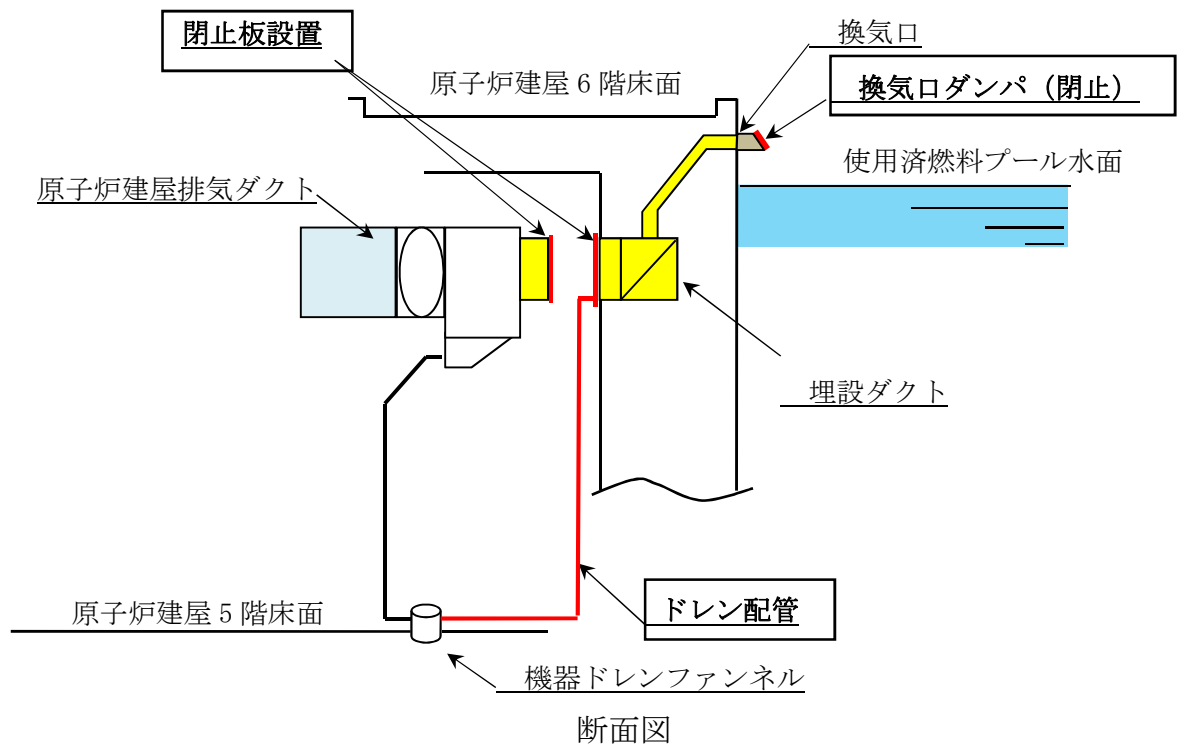 閉止板設置
換気口
原子炉建屋 6 階床面
換気口ダンパ（閉止）
使用済燃料プール水面
原子炉建屋排気ダクト
埋設ダクト
原子炉建屋 5 階床面
ドレン配管
機器ドレンファンネル
断面図